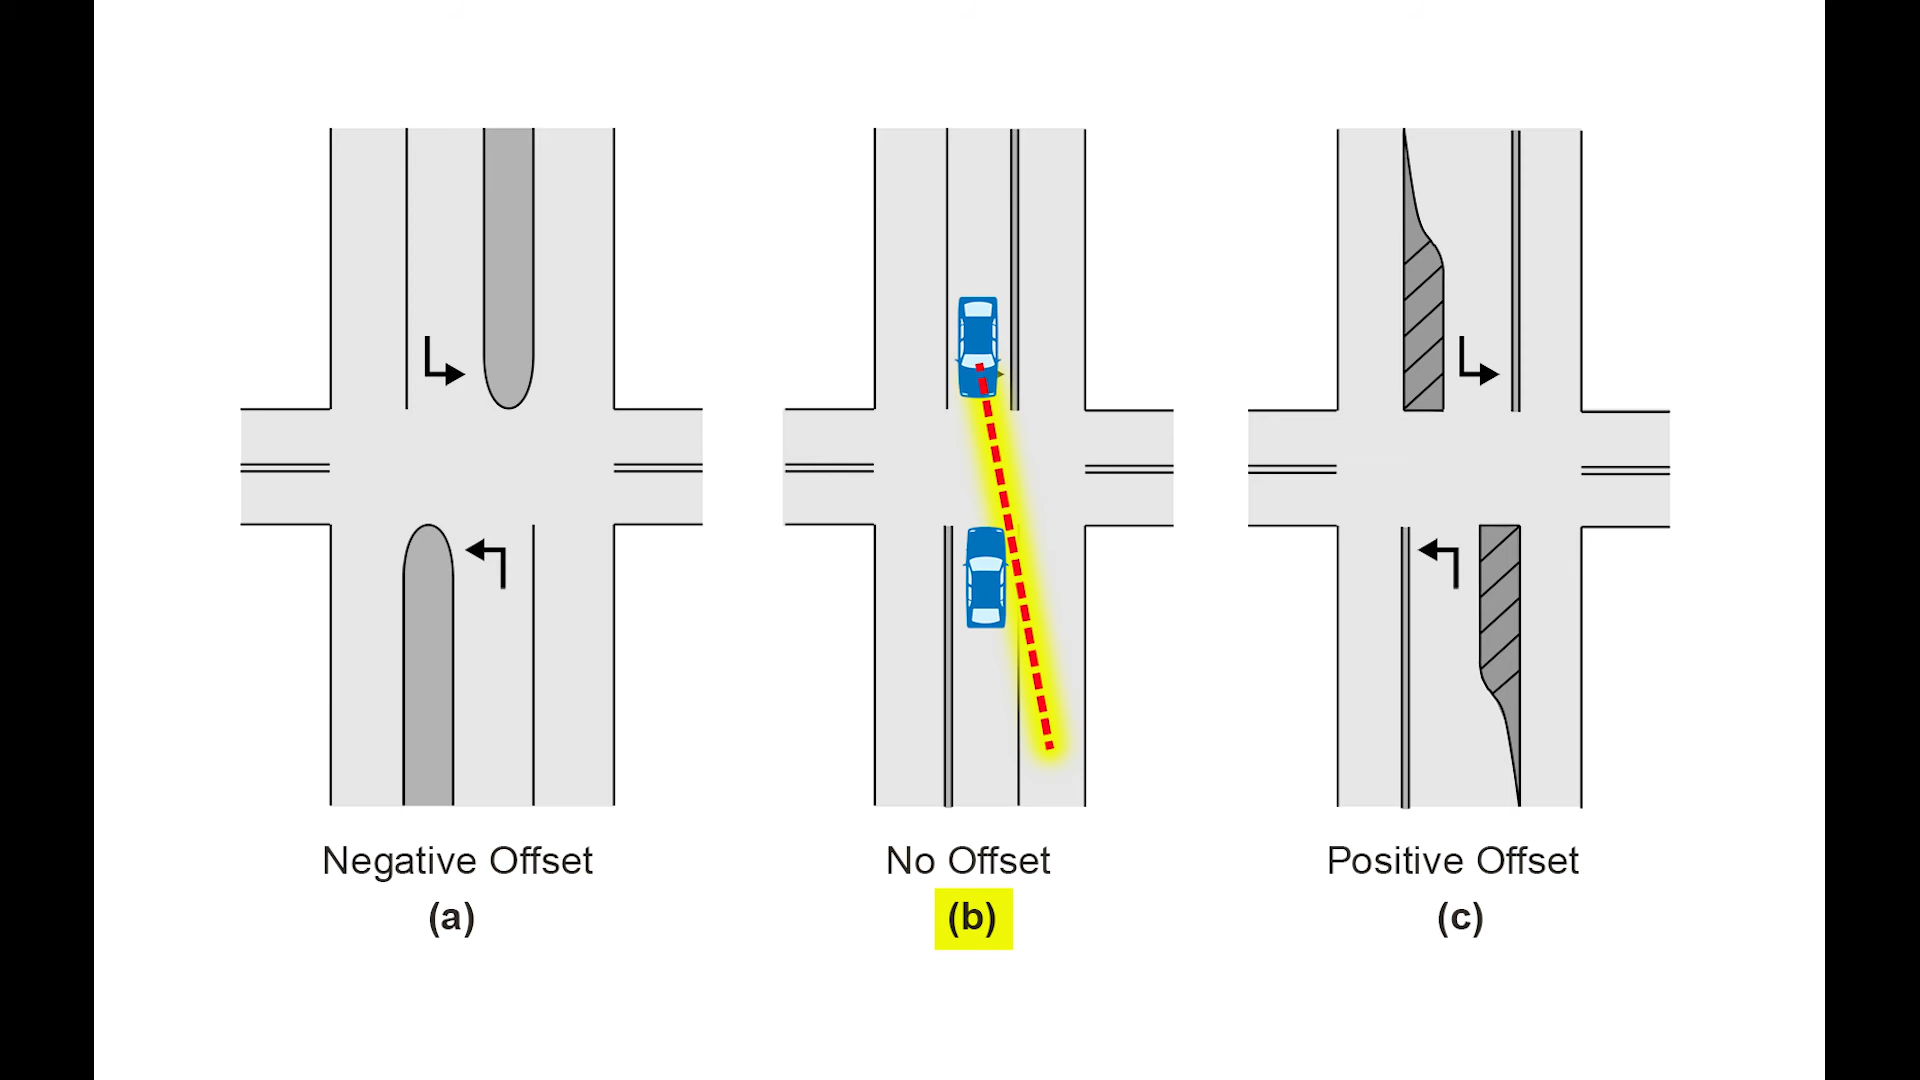 Negative Offset
(a)
No Offset
(b)
Positive Offset
(c)